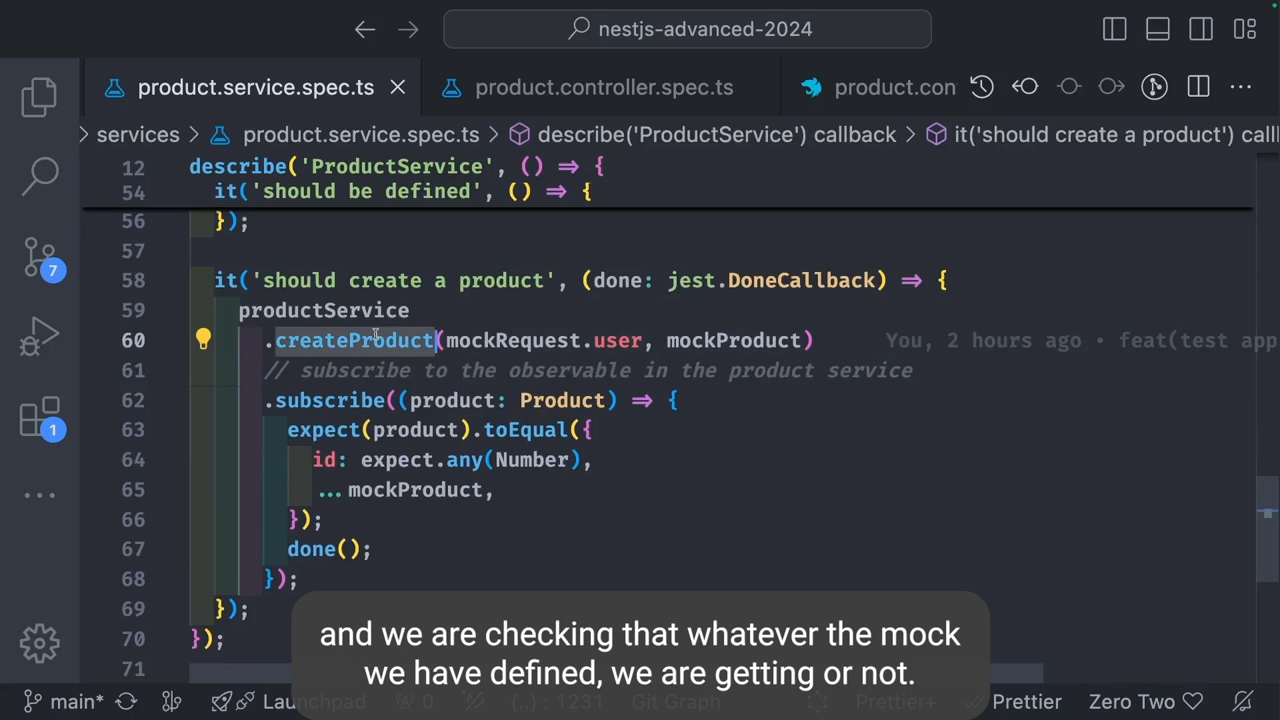 nestjs-advanced-2024
product.service.spec.ts
product.controller.spec.ts
product.con
services
product.service.spec.ts
describe('ProductService') callback
it('should create a product') call
12 describe('ProductService', () ⇒ {
54 it('should be defined', () ⇒ {
56 });
57
58 it('should create a product', (done: jest.DoneCallback) ⇒ {
59 productService
60 .createProduct(mockRequest.user, mockProduct) You, 2 hours ago • feat(test app
61 // subscribe to the observable in the product service
62 .subscribe((product: Product) ⇒ {
63 expect(product).toEqual({
64 id: expect.any(Number),
65 ...mockProduct,
66 });
67 done();
68 });
69 });
70 });
71
7
1
and we are checking that whatever the mock
we have defined, we are getting or not.
main*
Launchpad
0
{..} : 1231
Git Graph
Prettier+
Prettier
Zero Two